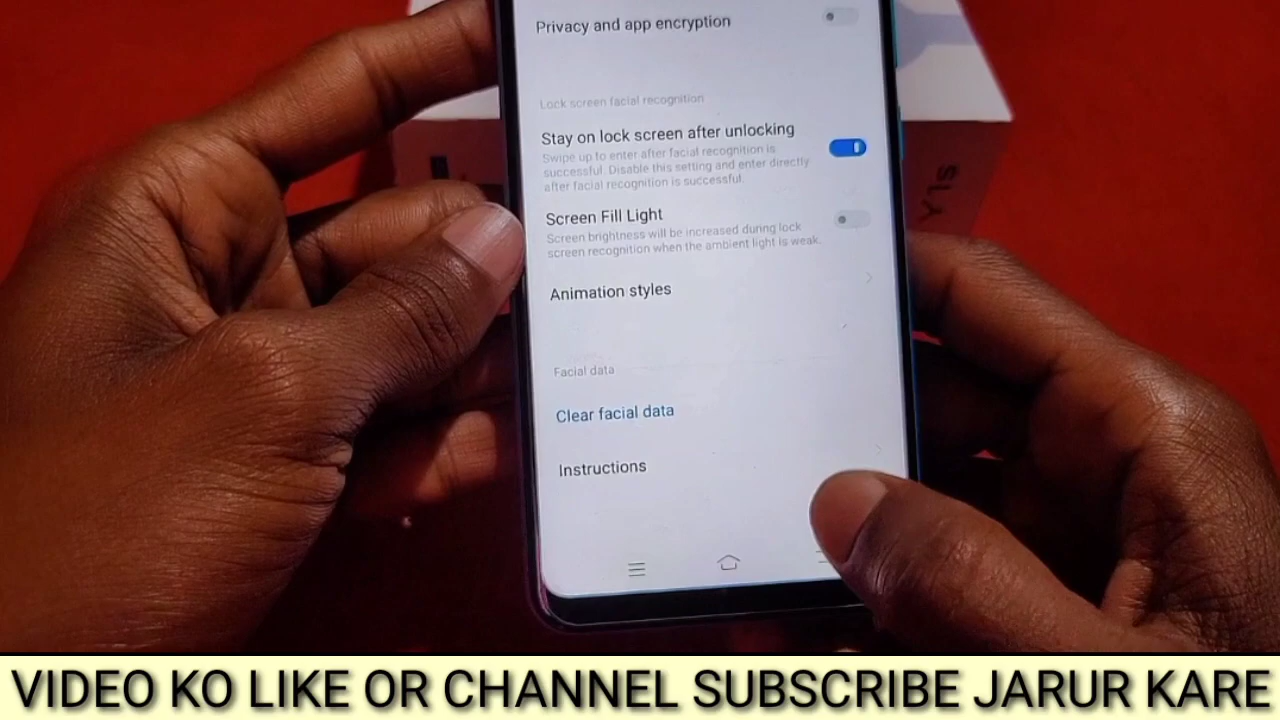 Privacy and app encryption
Lock screen facial recognition
Stay on lock screen after unlocking
Swipe up to enter after facial recognition is
successful. Disable this setting and enter directly
after facial recognition is successful.
Screen Fill Light
Screen brightness will be increased during lock
screen recognition when the ambient light is weak.
Animation styles
Facial data
Clear facial data
Instructions
VIDEO KO LIKE OR CHANNEL SUBSCRIBE JARUR KARE